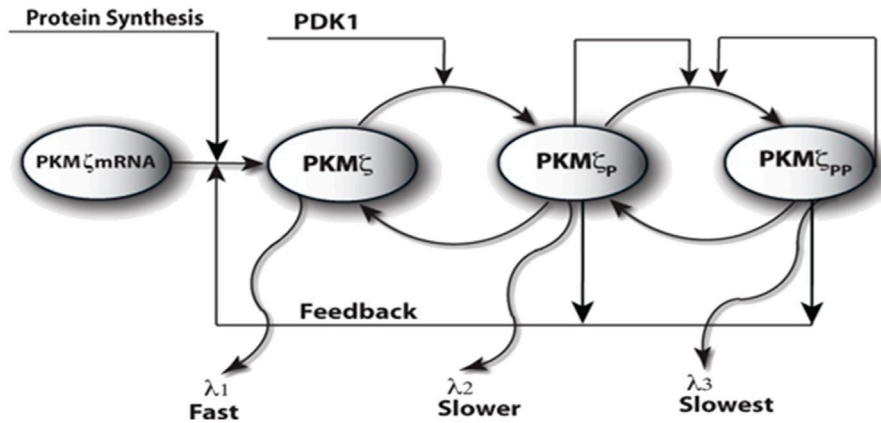 Protein Synthesis
PDK1
PKMζmRNA
PKMζ
PKMζP
PKMζPP
Feedback
λ1
Fast
λ2
Slower
λ3
Slowest